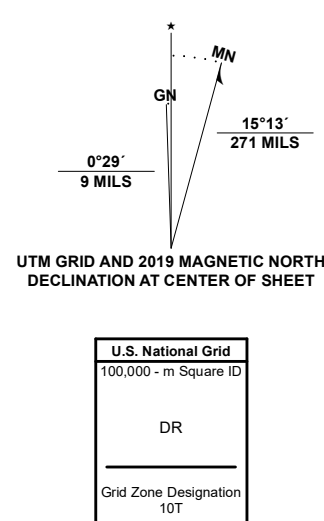 ★
MN
GN
15°13´
271 MILS
0°29´
9 MILS
UTM GRID AND 2019 MAGNETIC NORTH
DECLINATION AT CENTER OF SHEET
U.S. National Grid
100,000 - m Square ID
DR
Grid Zone Designation
10T